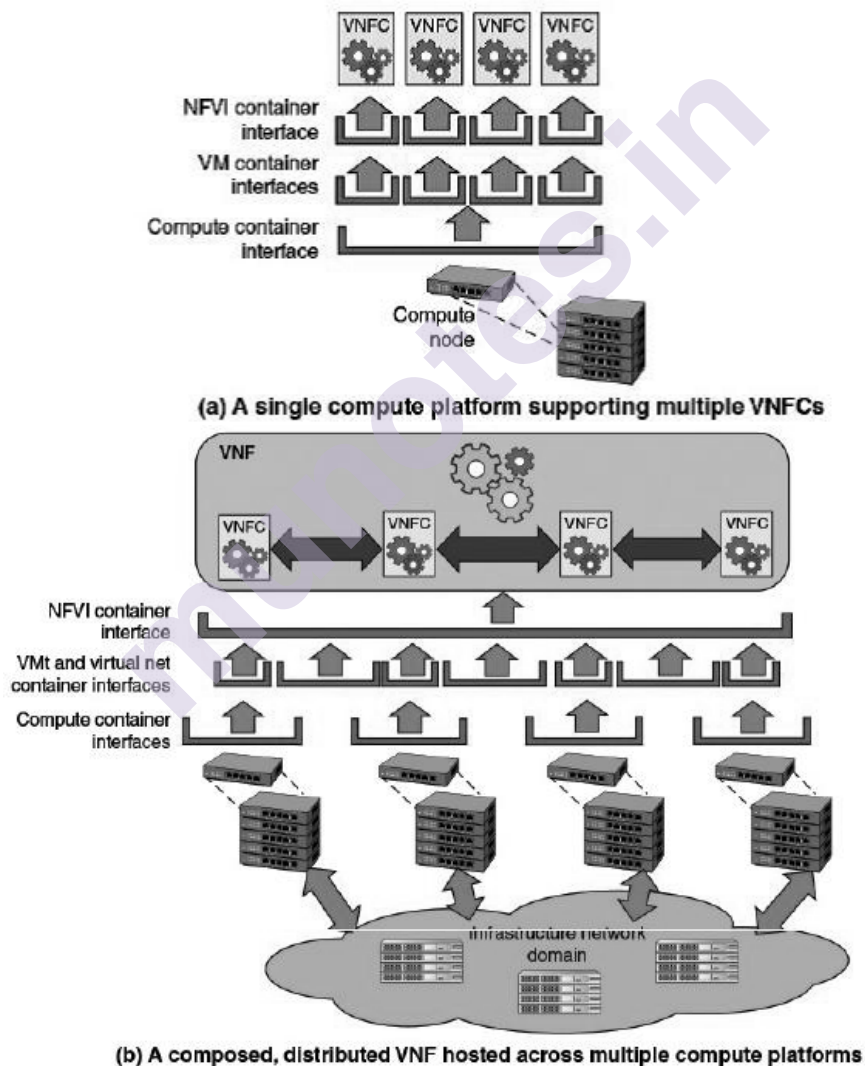 VNFC VNFC VNFC VNFC
NFVI container
interface
VM container
interfaces
Compute container
interface
Compute
node
(a) A single compute platform supporting multiple VNFCs
VNF
VNFC VNFC VNFC VNFC
NFVI container
interface
VMt and virtual net
container interfaces
Compute container
interfaces
Infrastructure network
domain
(b) A composed, distributed VNF hosted across multiple compute platforms
munotes.in